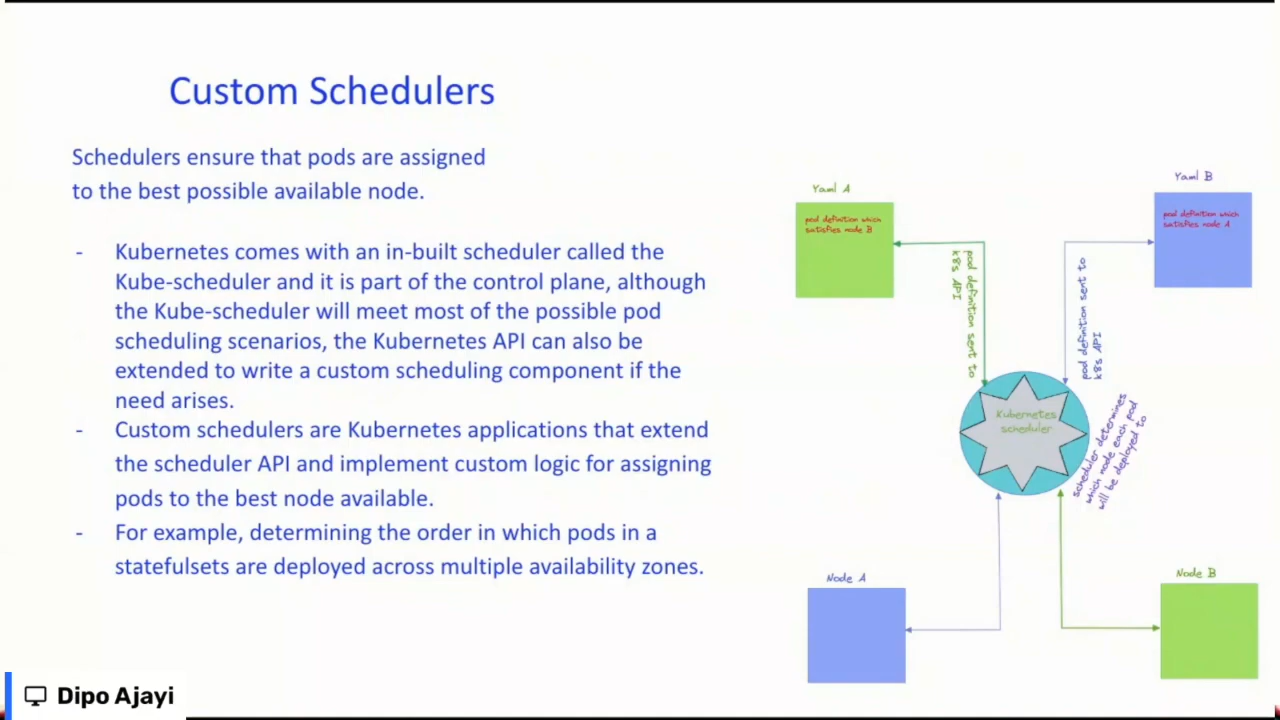 Custom Schedulers
Schedulers ensure that pods are assigned
to the best possible available node.
- Kubernetes comes with an in-built scheduler called the
Kube-scheduler and it is part of the control plane, although
the Kube-scheduler will meet most of the possible pod
scheduling scenarios, the Kubernetes API can also be
extended to write a custom scheduling component if the
need arises.
- Custom schedulers are Kubernetes applications that extend
the scheduler API and implement custom logic for assigning
pods to the best node available.
- For example, determining the order in which pods in a
statefulsets are deployed across multiple availability zones.
Yaml A
pod definition which
satisfies node B
Yaml B
pod definition which
satisfies node A
pod definition sent to
k8s API
pod definition sent to
k8s API
Kubernetes
scheduler
scheduler determines
which node each pod
will be deployed to
Node A
Node B
Dipo Ajayi